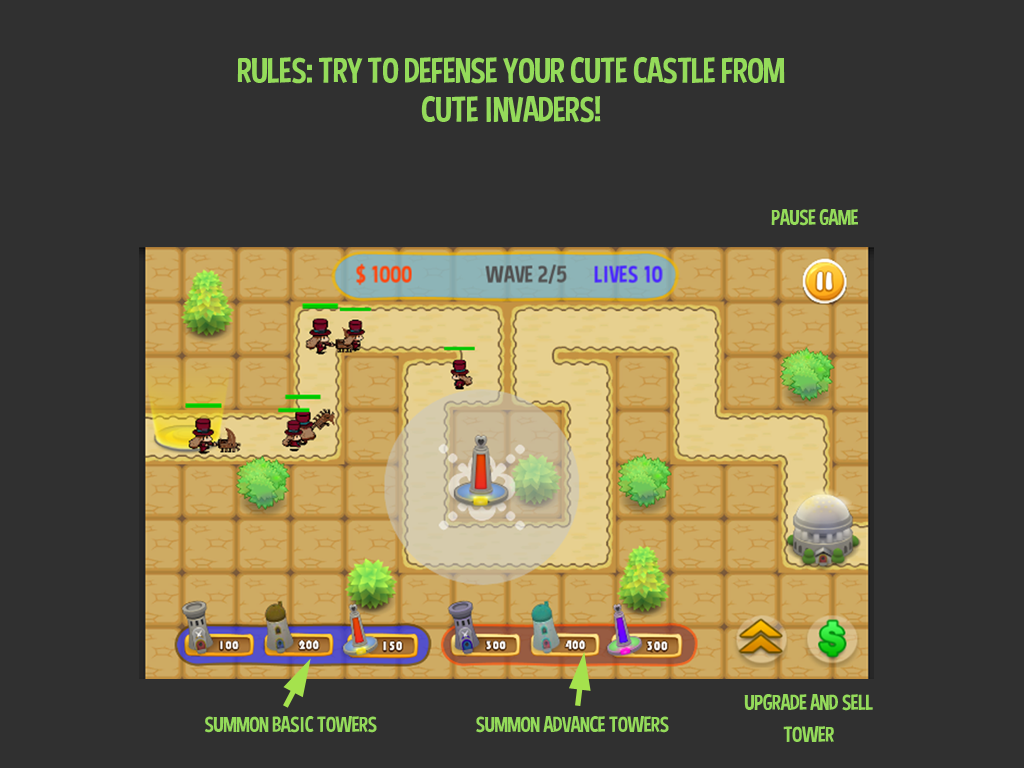 RULES: TRY TO DEFENSE YOUR CUTE CASTLE FROM
CUTE INVADERS!
PAUSE GAME
$ 1000 WAVE 2/5 LIVES 10
100 200 150 300 400 300
SUMMON BASIC TOWERS SUMMON ADVANCE TOWERS
UPGRADE AND SELL
TOWER